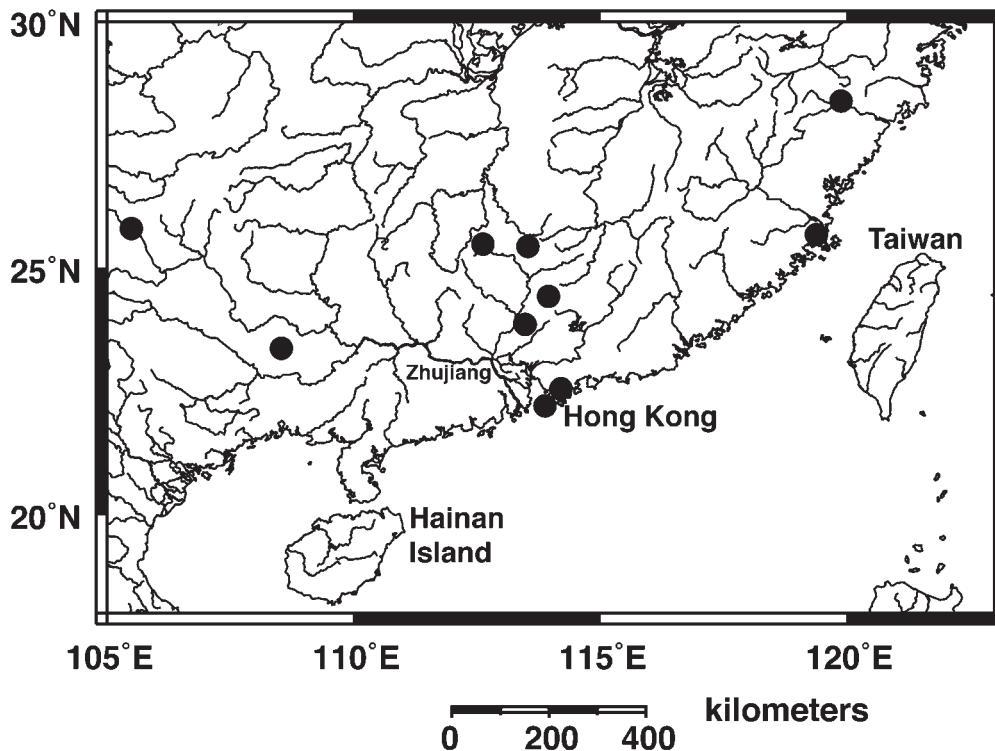 30°N
Taiwan
25°N
Zhujiang
Hong Kong
20°N
Hainan
Island
105°E 110°E 115°E 120°E
kilometers
0 200 400